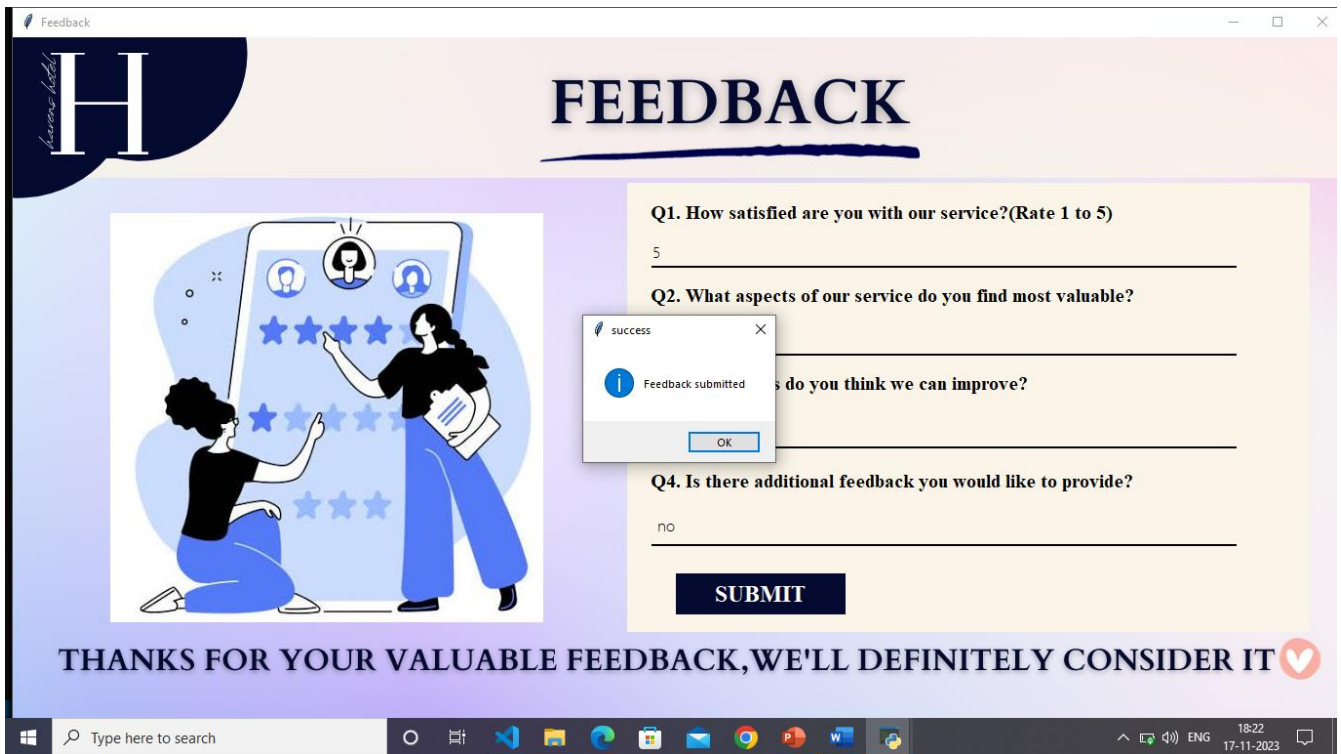 Feedback
havens hotel
H
FEEDBACK
Q1. How satisfied are you with our service?(Rate 1 to 5)
5
Q2. What aspects of our service do you find most valuable?
success
Feedback submitted
OK
do you think we can improve?
Q4. Is there additional feedback you would like to provide?
no
SUBMIT
THANKS FOR YOUR VALUABLE FEEDBACK,WE'LL DEFINITELY CONSIDER IT
Type here to search
ENG
18:22
17-11-2023